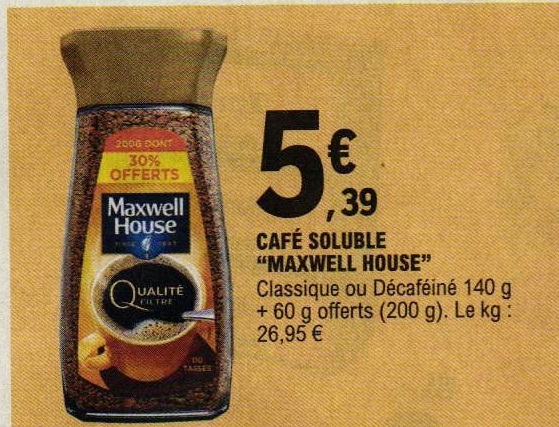 200G DONT
30%
OFFERTS
Maxwell
House
QUALITÉ
FILTRE
TASSES
5€
,39
CAFÉ SOLUBLE
“MAXWELL HOUSE”
Classique ou Décaféiné 140 g
+ 60 g offerts (200 g). Le kg :
26,95 €